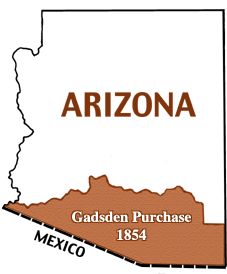 ARIZONA
Gadsden Purchase
1854
MEXICO